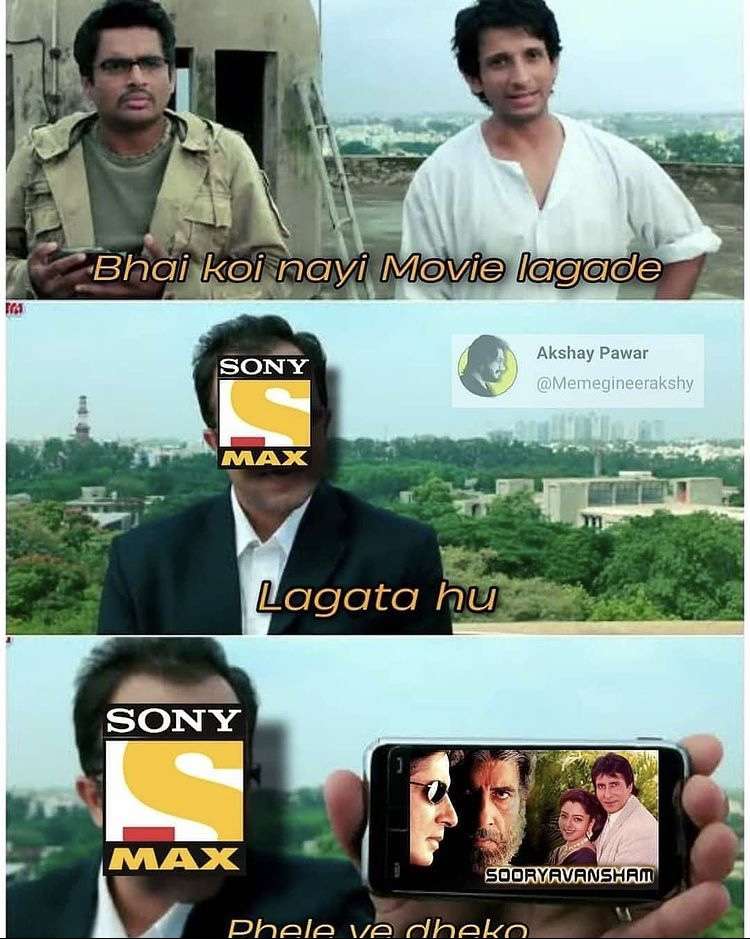 Bhai koi nayi Movie lagade
SONY
MAX
Akshay Pawar
@Memegineerakshy
Lagata hu
SONY
MAX
SOORYAVANSHAM
Phele ye dheko